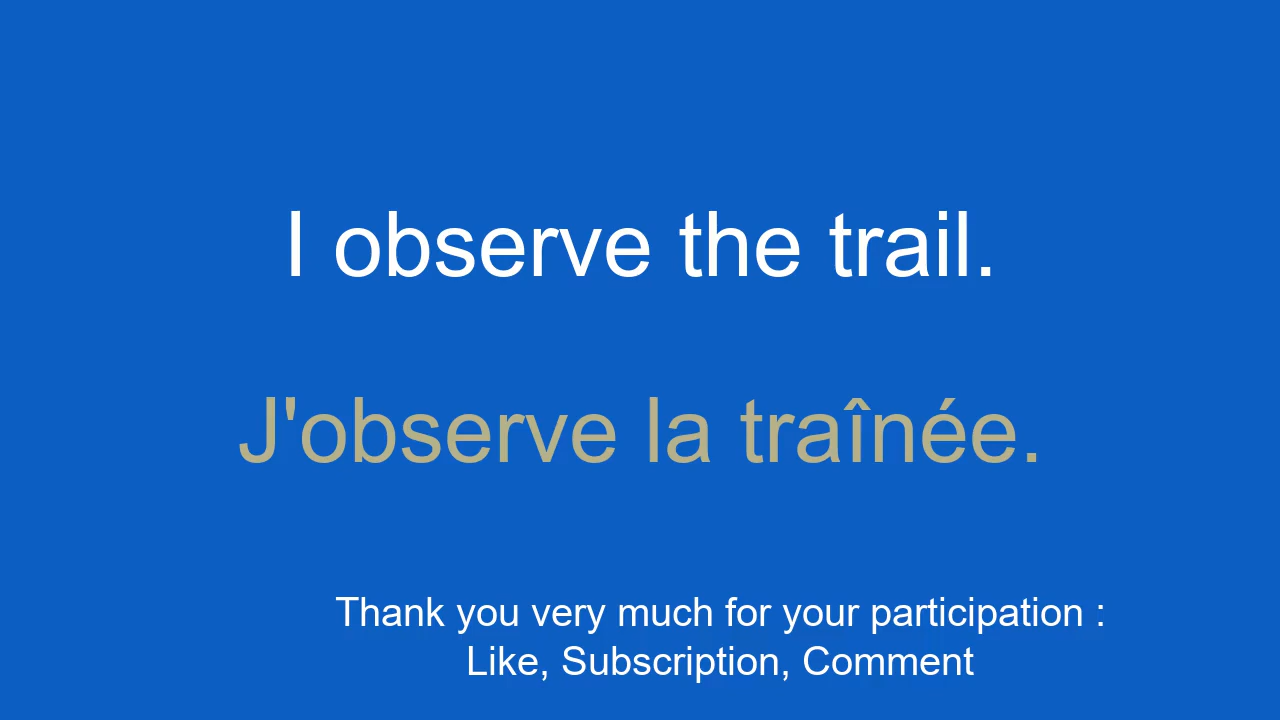 I observe the trail.
J'observe la traînée.
Thank you very much for your participation :
Like, Subscription, Comment